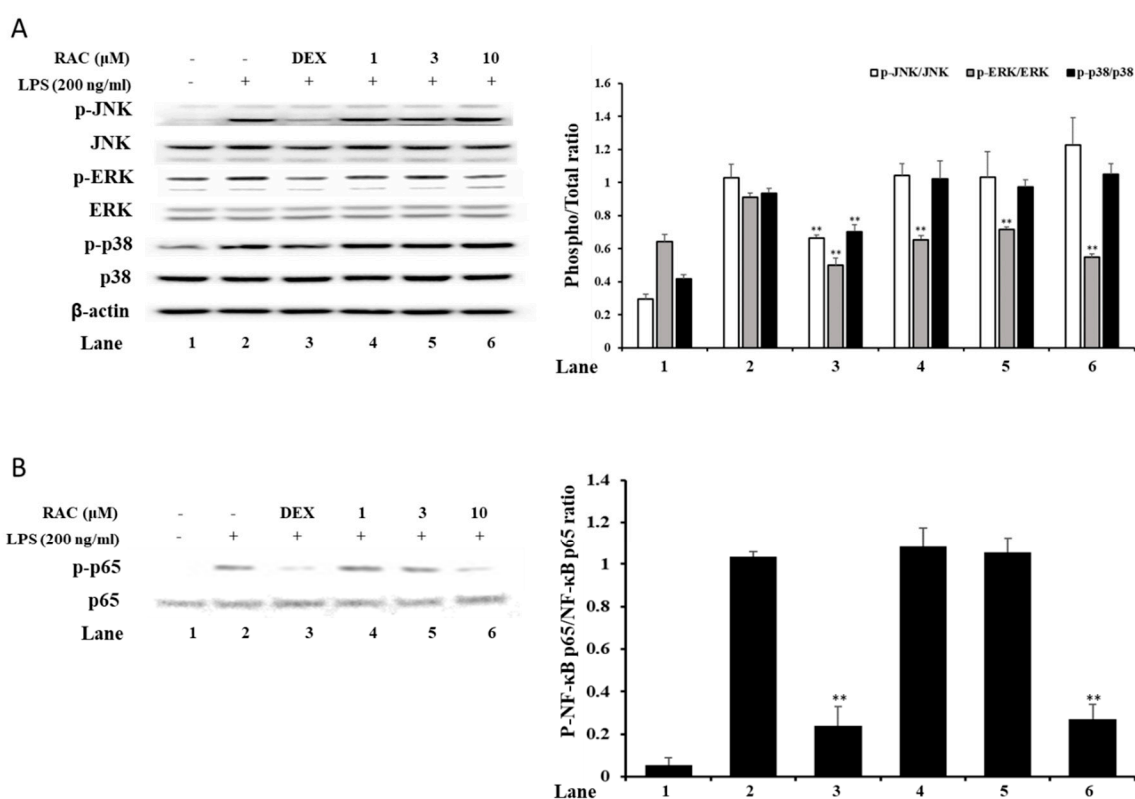 A
RAC (μM) - - DEX 1 3 10
LPS (200 ng/ml) - + + + + +
p-JNK
JNK
p-ERK
ERK
p-p38
p38
β-actin
Lane 1 2 3 4 5 6
p-JNK/JNK p-ERK/ERK p-p38/p38
Phospho/Total ratio
1.6
1.4
1.2
1
0.8
0.6
0.4
0.2
0
** ** **
**
**
**
Lane 1 2 3 4 5 6
B
RAC (μM) - - DEX 1 3 10
LPS (200 ng/ml) - + + + + +
p-p65
p65
Lane 1 2 3 4 5 6
P-NF-κB p65/NF-κB p65 ratio
1.4
1.2
1
0.8
0.6
0.4
0.2
0
** **
Lane 1 2 3 4 5 6